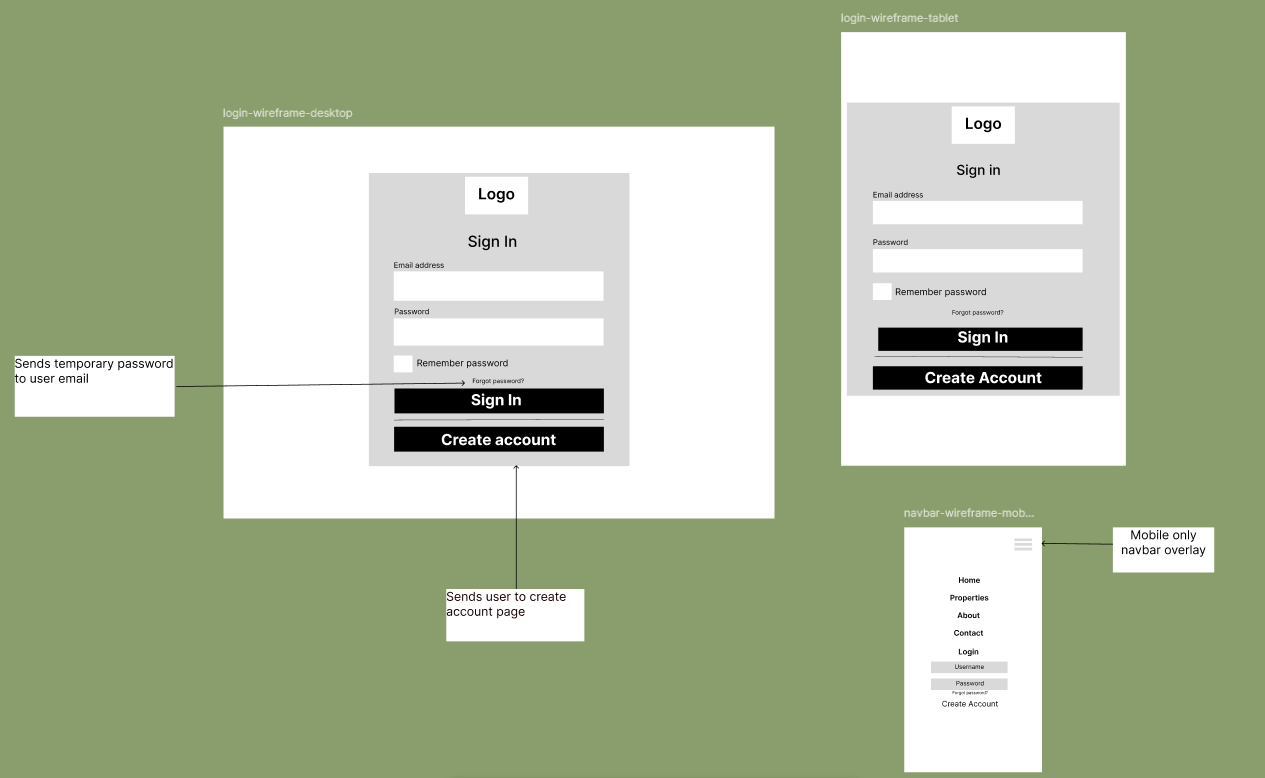 login-wireframe-desktop
Logo
Sign In
Email address
Password
Remember password
Forgot password?
Sign In
Create account
Sends temporary password
to user email
Sends user to create
account page
login-wireframe-tablet
Logo
Sign in
Email address
Password
Remember password
Forgot password?
Sign In
Create Account
navbar-wireframe-mob...
Home
Properties
About
Contact
Login
Username
Password
Forgot password?
Create Account
Mobile only
navbar overlay